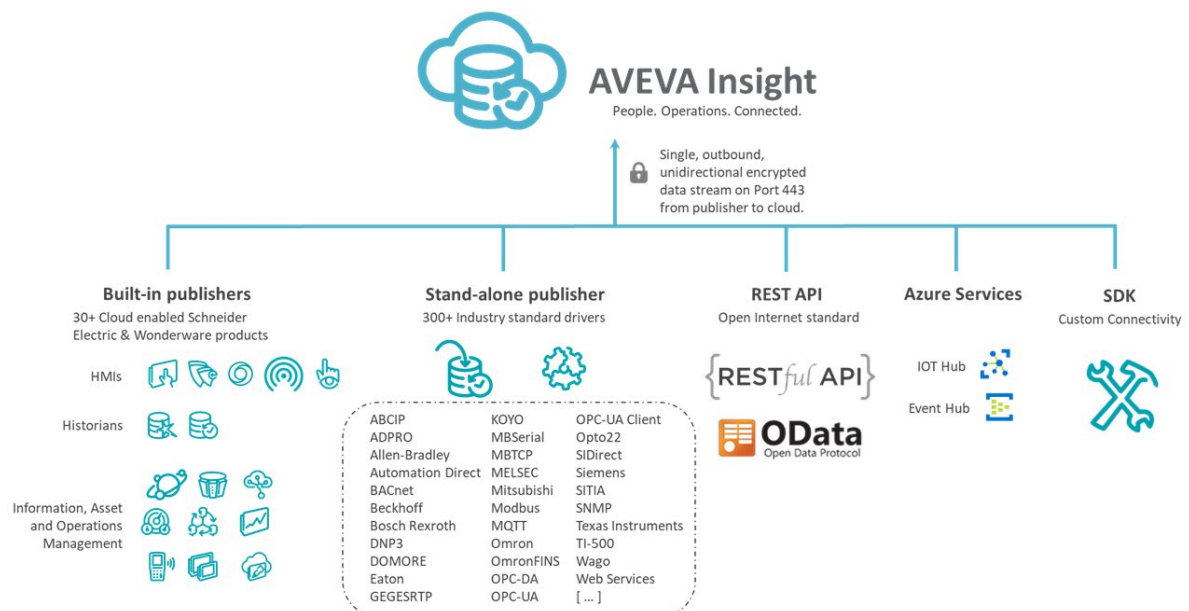 AVEVA Insight
People. Operations. Connected.
Single, outbound,
unidirectional encrypted
data stream on Port 443
from publisher to cloud.
Built-in publishers
30+ Cloud enabled Schneider
Electric & Wonderware products
HMIs
Historians
Information, Asset
and Operations
Management
Stand-alone publisher
300+ Industry standard drivers
ABCIP
ADPRO
Allen-Bradley
Automation Direct
BACnet
Beckhoff
Bosch Rexroth
DNP3
DOMORE
Eaton
GEGESRTP
KOYO
MBSerial
MBTCP
MELSEC
Mitsubishi
Modbus
MQTT
Omron
OmronFINS
OPC-DA
OPC-UA
OPC-UA Client
Opto22
SIDirect
Siemens
SITIA
SNMP
Texas Instruments
TI-500
Wago
Web Services
[ ... ]
REST API
Open Internet standard
{RESTful API}
OData
Open Data Protocol
Azure Services
IOT Hub
Event Hub
SDK
Custom Connectivity